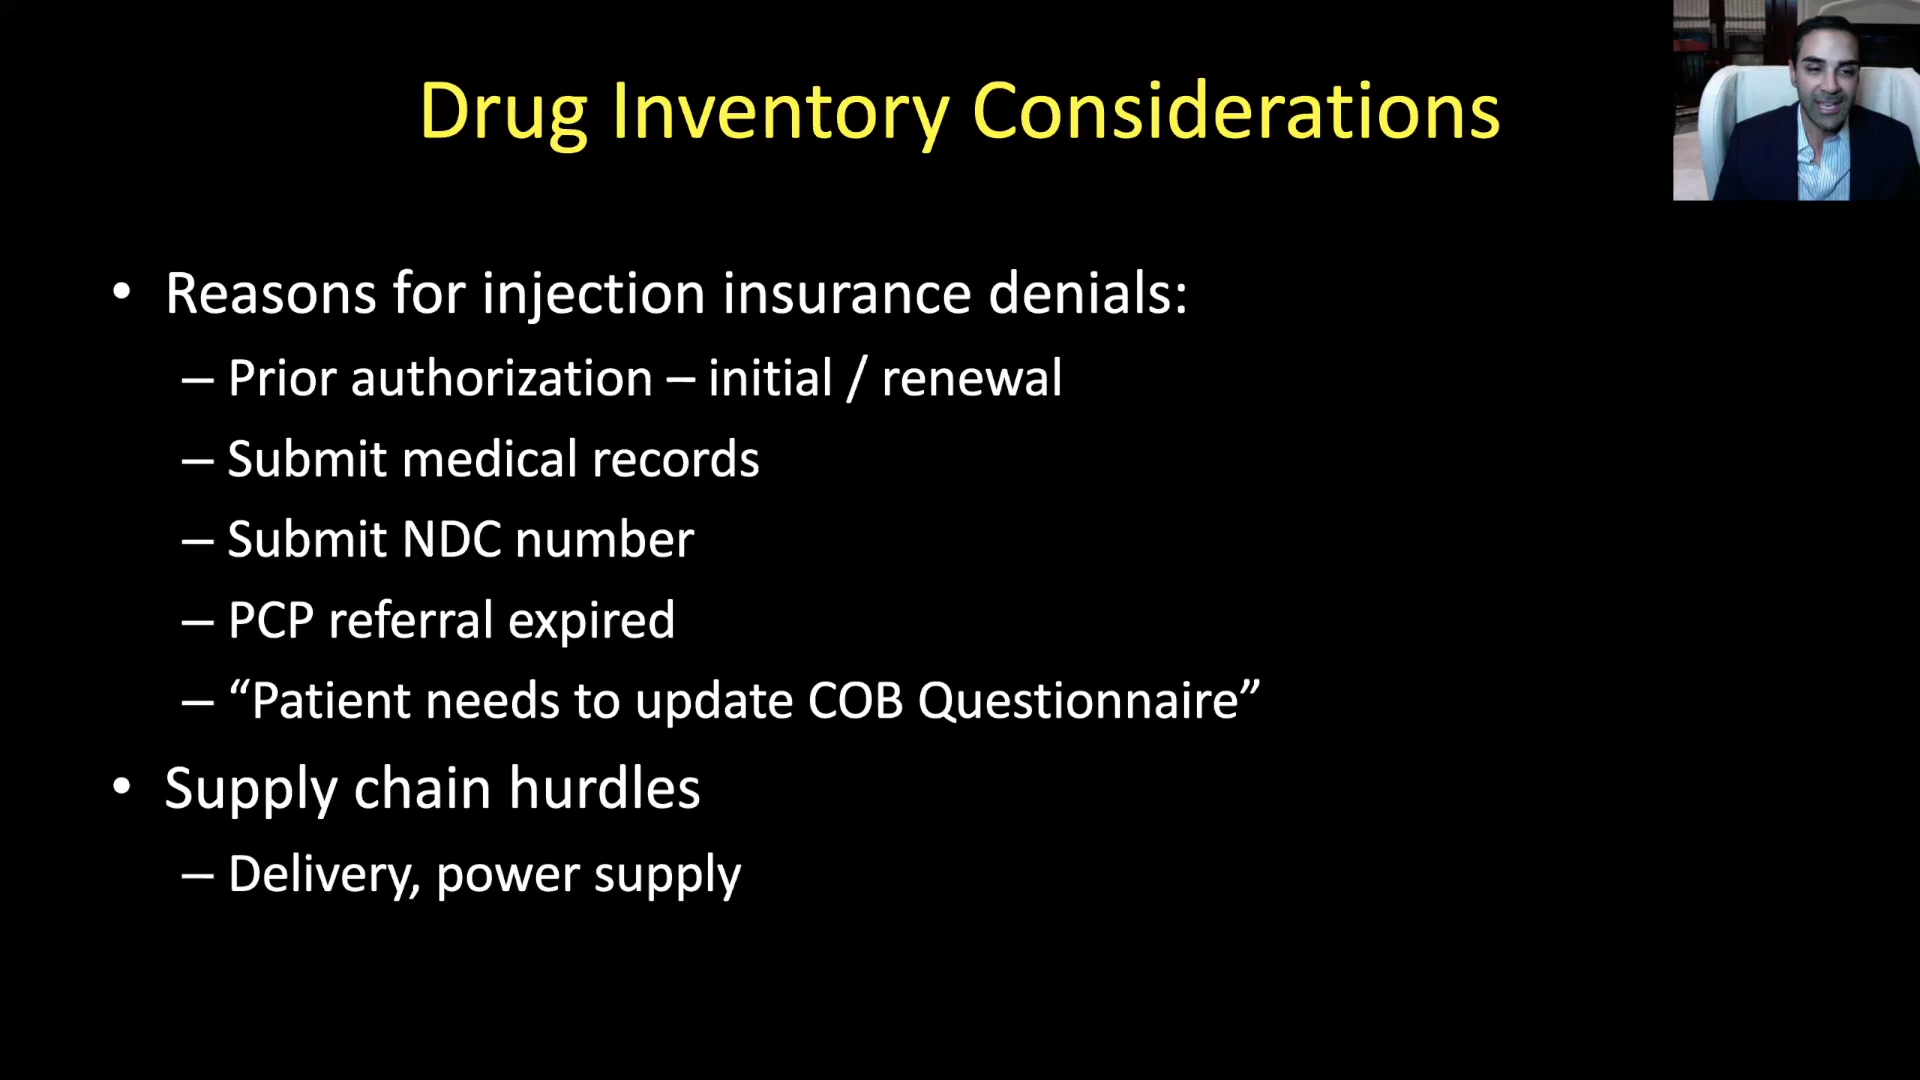 Drug Inventory Considerations
• Reasons for injection insurance denials:
– Prior authorization – initial / renewal
– Submit medical records
– Submit NDC number
– PCP referral expired
– “Patient needs to update COB Questionnaire”
• Supply chain hurdles
– Delivery, power supply